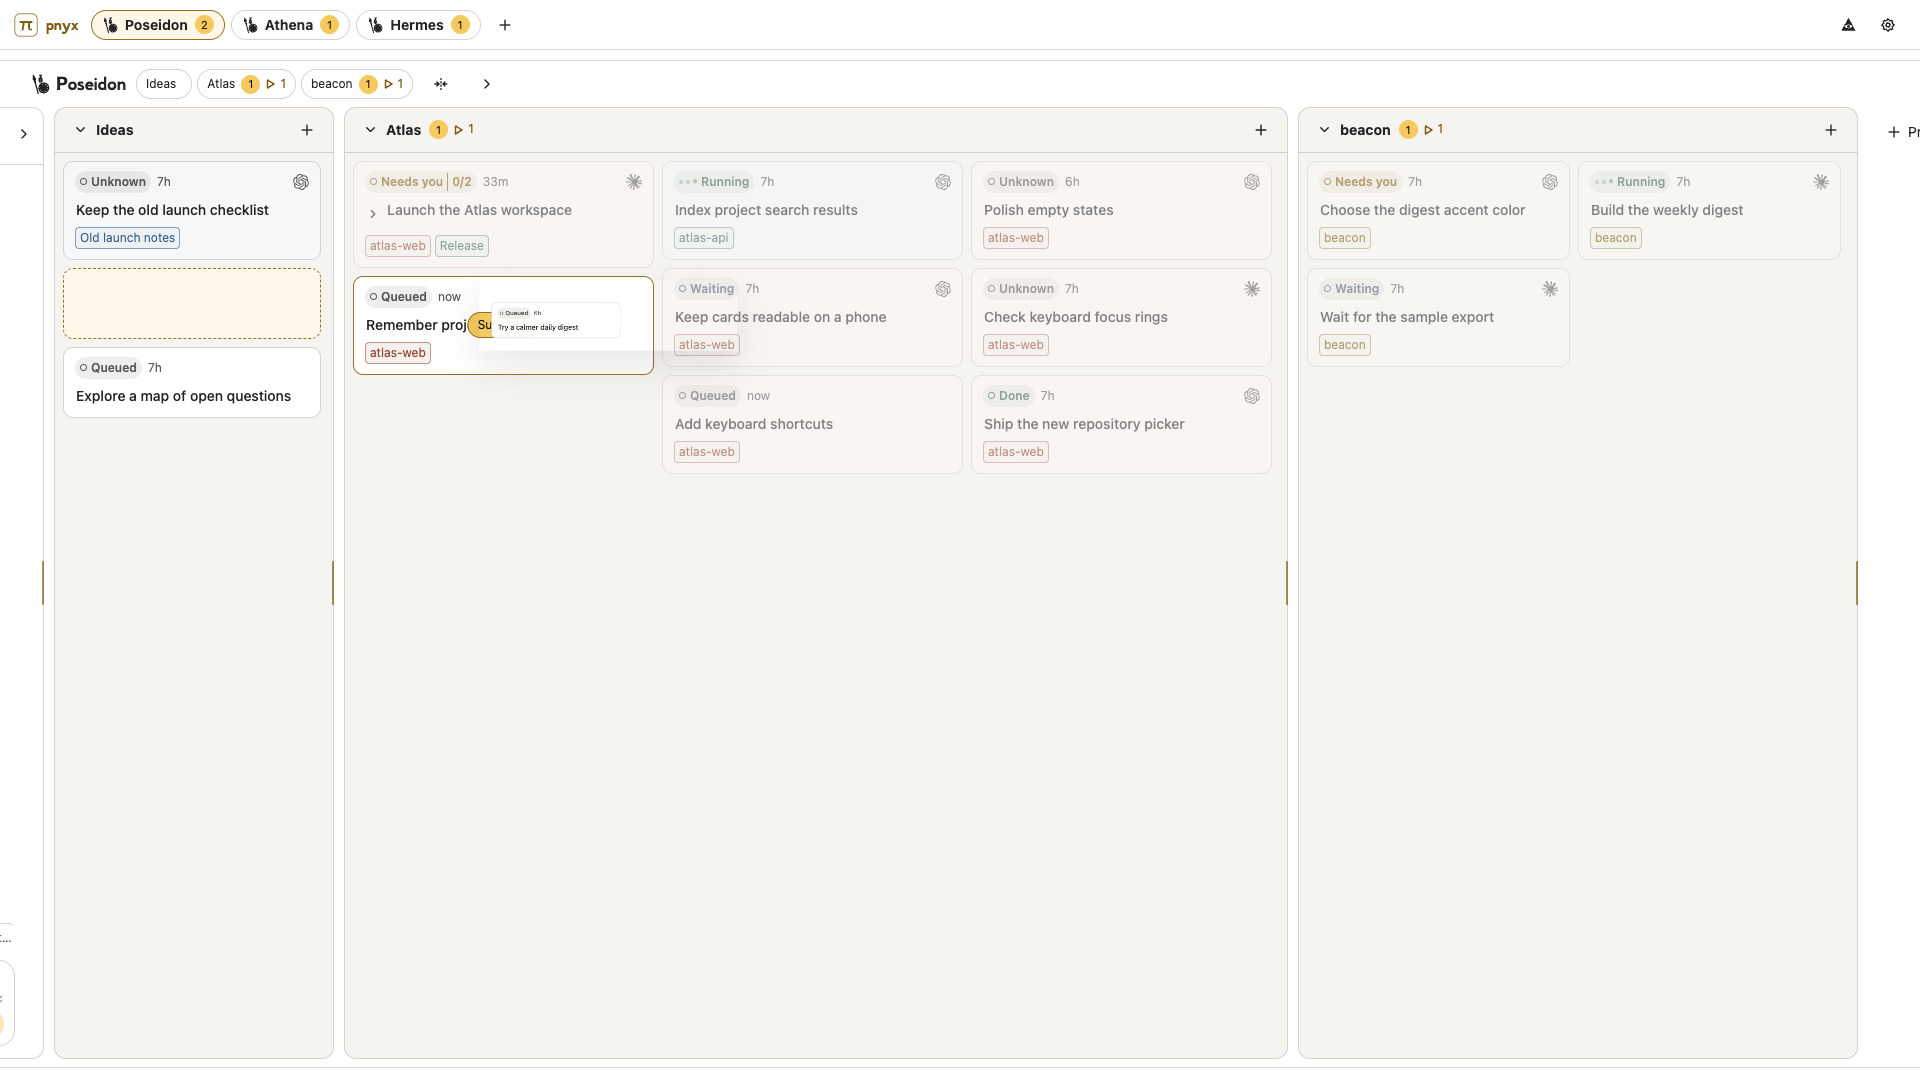 pnyx
Poseidon 2
Athena 1
Hermes 1
Poseidon
Ideas
Atlas 1 1
beacon 1 1
Ideas
Unknown 7h
Keep the old launch checklist
Old launch notes
Queued 7h
Explore a map of open questions
Atlas 1 1
Needs you 0/2 33m
Launch the Atlas workspace
atlas-web Release
Queued now
Remember
atlas-web
Queued 6h
Try a calmer daily digest
Running 7h
Index project search results
atlas-api
Waiting 7h
Keep cards readable on a phone
atlas-web
Queued now
Add keyboard shortcuts
atlas-web
Unknown 6h
Polish empty states
atlas-web
Unknown 7h
Check keyboard focus rings
atlas-web
Done 7h
Ship the new repository picker
atlas-web
beacon 1 1
Needs you 7h
Choose the digest accent color
beacon
Waiting 7h
Wait for the sample export
beacon
Running 7h
Build the weekly digest
beacon